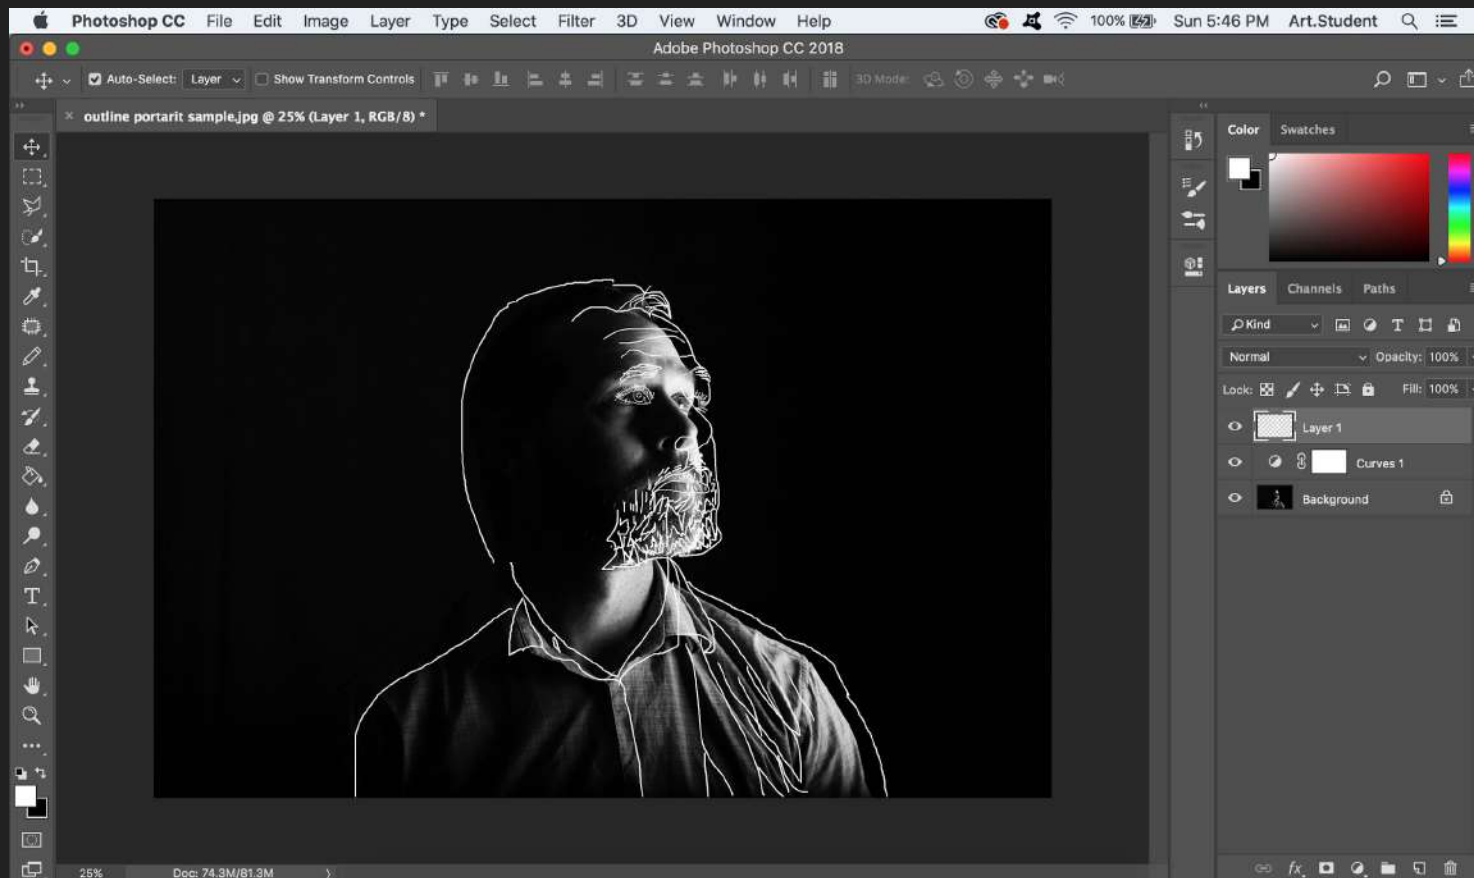 Photoshop CC File Edit Image Layer Type Select Filter 3D View Window Help 100% Sun 5:46 PM Art.Student
Adobe Photoshop CC 2018
Auto-Select: Layer Show Transform Controls 3D Mode:
× outline portarit sample.jpg @ 25% (Layer 1, RGB/8) *
Color Swatches
Layers Channels Paths
Kind
Normal Opacity: 100%
Lock: Fill: 100%
Layer 1
Curves 1
Background
25% Doc: 74.3M/81.3M